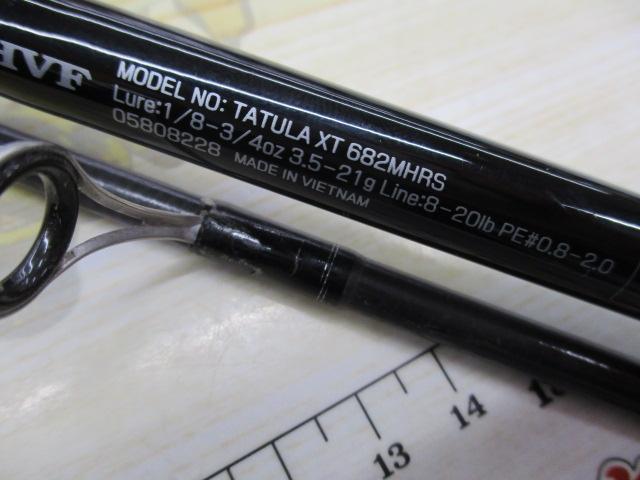 HVF
MODEL NO: TATULA XT 682MHRS
Lure:1/8-3/4oz 3.5-21g Line:8-20lb PE#0.8-2.0
05808228 MADE IN VIETNAM
13
14